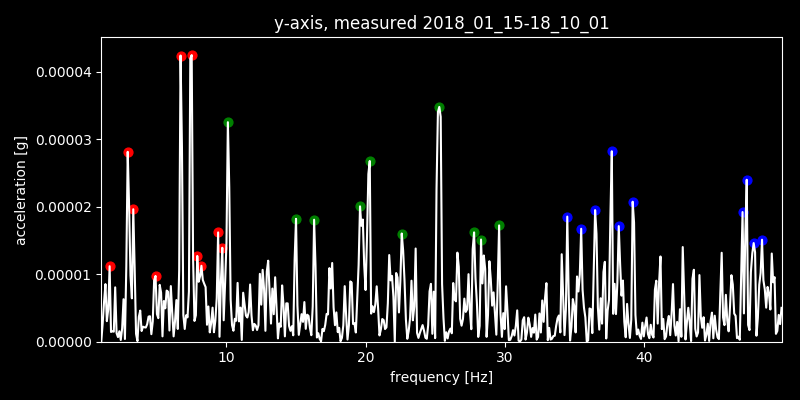 y-axis, measured 2018_01_15-18_10_01
0.00004
0.00003
0.00002
0.00001
0.00000
acceleration [g]
10 20 30 40
frequency [Hz]